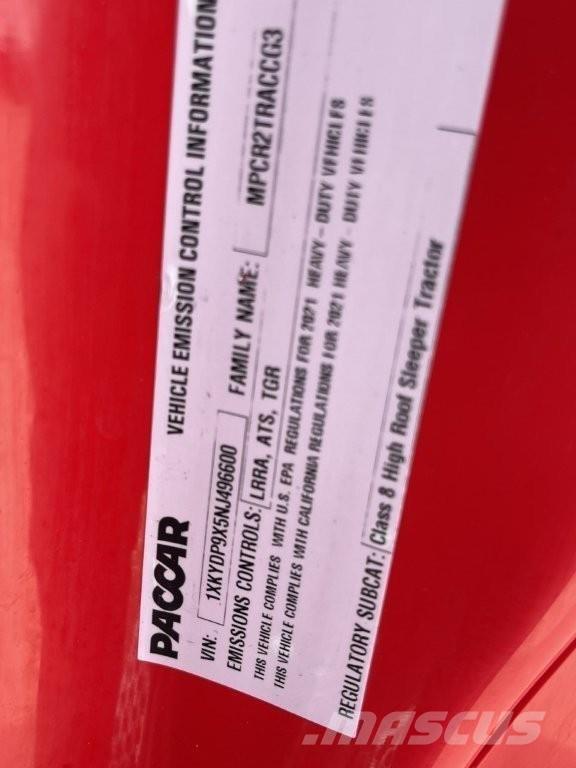 PACCAR
VEHICLE EMISSION CONTROL INFORMATION
VIN: 1XKYDP9X5NJ496600 FAMILY NAME: MPCR2TRACCG3
EMISSIONS CONTROLS: LRRA, ATS, TGR
THIS VEHICLE COMPLIES WITH U.S. EPA REGULATIONS FOR 2021 HEAVY-DUTY VEHICLES
THIS VEHICLE COMPLIES WITH CALIFORNIA REGULATIONS FOR 2021 HEAVY-DUTY VEHICLES
REGULATORY SUBCAT: Class 8 High Roof Sleeper Tractor
MASCUS